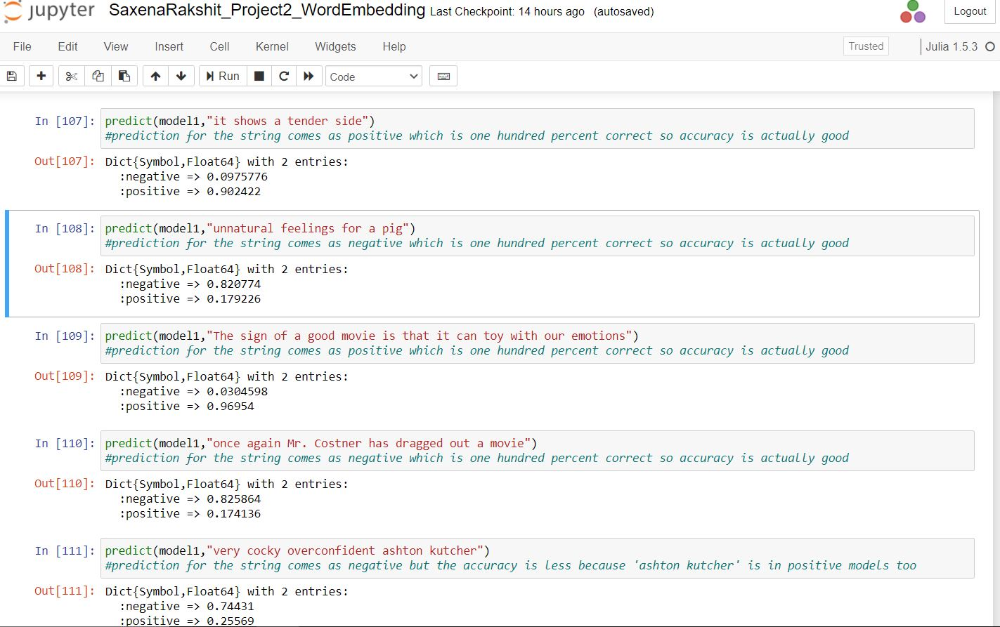 jupyter SaxenaRakshit_Project2_WordEmbedding Last Checkpoint: 14 hours ago (autosaved) Logout
File Edit View Insert Cell Kernel Widgets Help Trusted Julia 1.5.3
Run Code
In [107]: predict(model1,"it shows a tender side")
#prediction for the string comes as positive which is one hundred percent correct so accuracy is actually good
Out[107]: Dict{Symbol,Float64} with 2 entries:
:negative => 0.0975776
:positive => 0.902422
In [108]: predict(model1,"unnatural feelings for a pig")
#prediction for the string comes as negative which is one hundred percent correct so accuracy is actually good
Out[108]: Dict{Symbol,Float64} with 2 entries:
:negative => 0.820774
:positive => 0.179226
In [109]: predict(model1,"The sign of a good movie is that it can toy with our emotions")
#prediction for the string comes as positive which is one hundred percent correct so accuracy is actually good
Out[109]: Dict{Symbol,Float64} with 2 entries:
:negative => 0.0304598
:positive => 0.96954
In [110]: predict(model1,"once again Mr. Costner has dragged out a movie")
#prediction for the string comes as negative which is one hundred percent correct so accuracy is actually good
Out[110]: Dict{Symbol,Float64} with 2 entries:
:negative => 0.825864
:positive => 0.174136
In [111]: predict(model1,"very cocky overconfident ashton kutcher")
#prediction for the string comes as negative but the accuracy is less because 'ashton kutcher' is in positive models too
Out[111]: Dict{Symbol,Float64} with 2 entries:
:negative => 0.74431
:positive => 0.25569